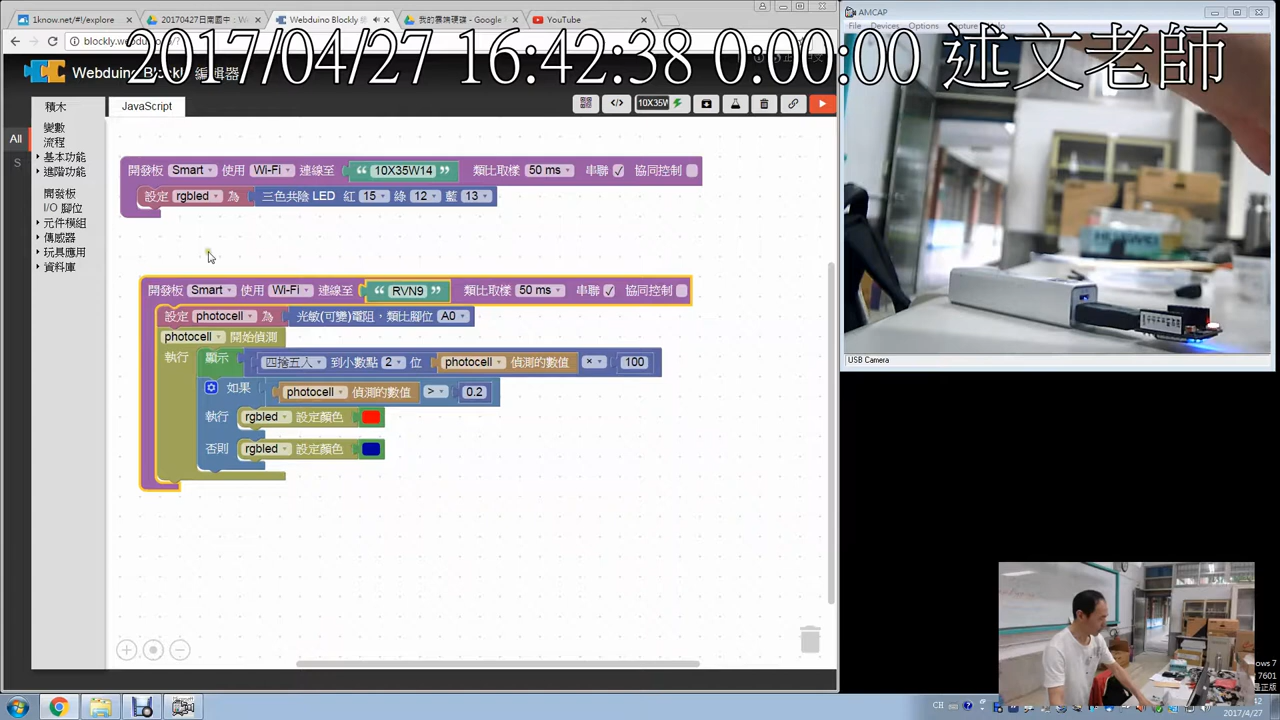 1know.net/#!/explore
20170427日南國中 : W
Webduino Blockly 編
我的雲端硬碟 - Google
YouTube
blockly.webdu
2017/04/27 16:42:38 0:00:00 述文老師
Webduino Blockly 編輯器
積木
JavaScript
10X35W
All
S
變數
流程
基本功能
進階功能
開發板
I/O 腳位
元件模組
傳感器
玩具應用
資料庫
開發板 Smart 使用 Wi-Fi 連線至 “ 10X35W14 ” 類比取樣 50 ms 串聯 協同控制
設定 rgbled 為 三色共陰 LED 紅 15 綠 12 藍 13
開發板 Smart 使用 Wi-Fi 連線至 “ RVN9 ” 類比取樣 50 ms 串聯 協同控制
設定 photocell 為 光敏(可變)電阻，類比腳位 A0
photocell 開始偵測
執行 顯示 四捨五入 到小數點 2 位 photocell 偵測的數值 × 100
如果 photocell 偵測的數值 > 0.2
執行 rgbled 設定顏色
否則 rgbled 設定顏色
AMCAP
File Devices Options Capture Help
USB Camera
CH
2017/4/27